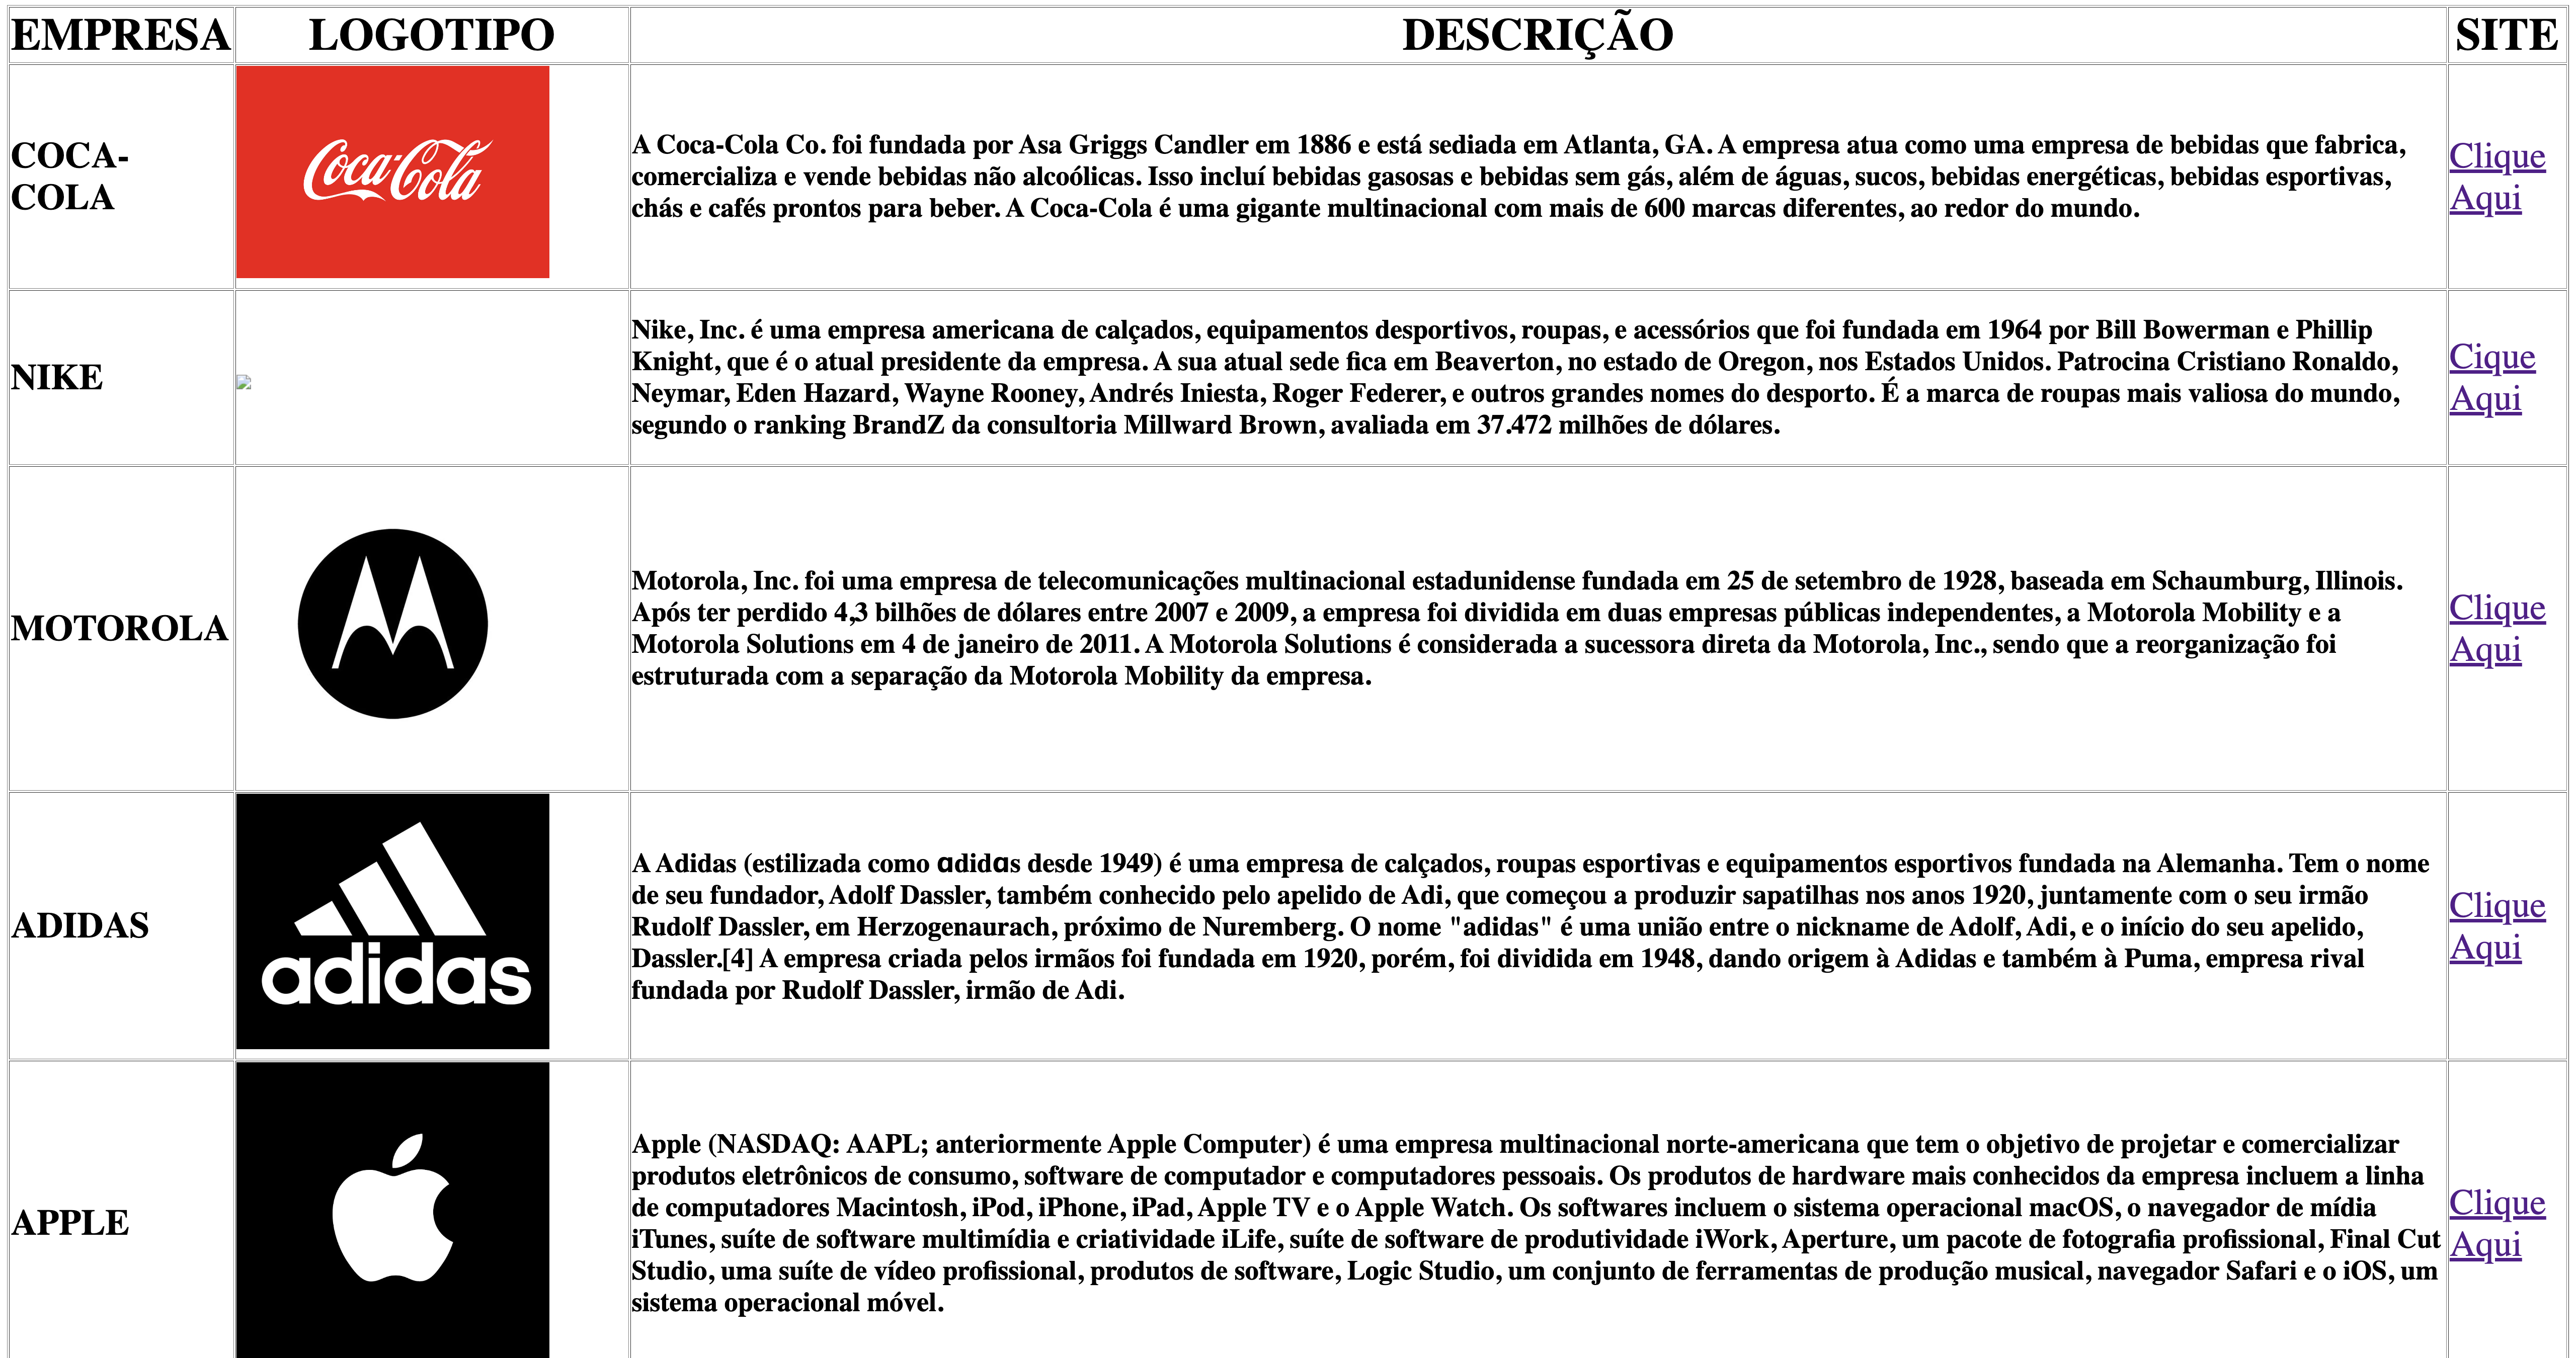 EMPRESA LOGOTIPO DESCRIÇÃO SITE
COCA-
COLA
Coca-Cola
A Coca-Cola Co. foi fundada por Asa Griggs Candler em 1886 e está sediada em Atlanta, GA. A empresa atua como uma empresa de bebidas que fabrica,
comercializa e vende bebidas não alcoólicas. Isso incluí bebidas gasosas e bebidas sem gás, além de águas, sucos, bebidas energéticas, bebidas esportivas,
chás e cafés prontos para beber. A Coca-Cola é uma gigante multinacional com mais de 600 marcas diferentes, ao redor do mundo.
Clique
Aqui
NIKE
Nike, Inc. é uma empresa americana de calçados, equipamentos desportivos, roupas, e acessórios que foi fundada em 1964 por Bill Bowerman e Phillip
Knight, que é o atual presidente da empresa. A sua atual sede fica em Beaverton, no estado de Oregon, nos Estados Unidos. Patrocina Cristiano Ronaldo,
Neymar, Eden Hazard, Wayne Rooney, Andrés Iniesta, Roger Federer, e outros grandes nomes do desporto. É a marca de roupas mais valiosa do mundo,
segundo o ranking BrandZ da consultoria Millward Brown, avaliada em 37.472 milhões de dólares.
Cique
Aqui
MOTOROLA
Motorola, Inc. foi uma empresa de telecomunicações multinacional estadunidense fundada em 25 de setembro de 1928, baseada em Schaumburg, Illinois.
Após ter perdido 4,3 bilhões de dólares entre 2007 e 2009, a empresa foi dividida em duas empresas públicas independentes, a Motorola Mobility e a
Motorola Solutions em 4 de janeiro de 2011. A Motorola Solutions é considerada a sucessora direta da Motorola, Inc., sendo que a reorganização foi
estruturada com a separação da Motorola Mobility da empresa.
Clique
Aqui
ADIDAS
adidas
A Adidas (estilizada como ɑdidɑs desde 1949) é uma empresa de calçados, roupas esportivas e equipamentos esportivos fundada na Alemanha. Tem o nome
de seu fundador, Adolf Dassler, também conhecido pelo apelido de Adi, que começou a produzir sapatilhas nos anos 1920, juntamente com o seu irmão
Rudolf Dassler, em Herzogenaurach, próximo de Nuremberg. O nome "adidas" é uma união entre o nickname de Adolf, Adi, e o início do seu apelido,
Dassler.[4] A empresa criada pelos irmãos foi fundada em 1920, porém, foi dividida em 1948, dando origem à Adidas e também à Puma, empresa rival
fundada por Rudolf Dassler, irmão de Adi.
Clique
Aqui
APPLE
Apple (NASDAQ: AAPL; anteriormente Apple Computer) é uma empresa multinacional norte-americana que tem o objetivo de projetar e comercializar
produtos eletrônicos de consumo, software de computador e computadores pessoais. Os produtos de hardware mais conhecidos da empresa incluem a linha
de computadores Macintosh, iPod, iPhone, iPad, Apple TV e o Apple Watch. Os softwares incluem o sistema operacional macOS, o navegador de mídia
iTunes, suíte de software multimídia e criatividade iLife, suíte de software de produtividade iWork, Aperture, um pacote de fotografia profissional, Final Cut
Studio, uma suíte de vídeo profissional, produtos de software, Logic Studio, um conjunto de ferramentas de produção musical, navegador Safari e o iOS, um
sistema operacional móvel.
Clique
Aqui